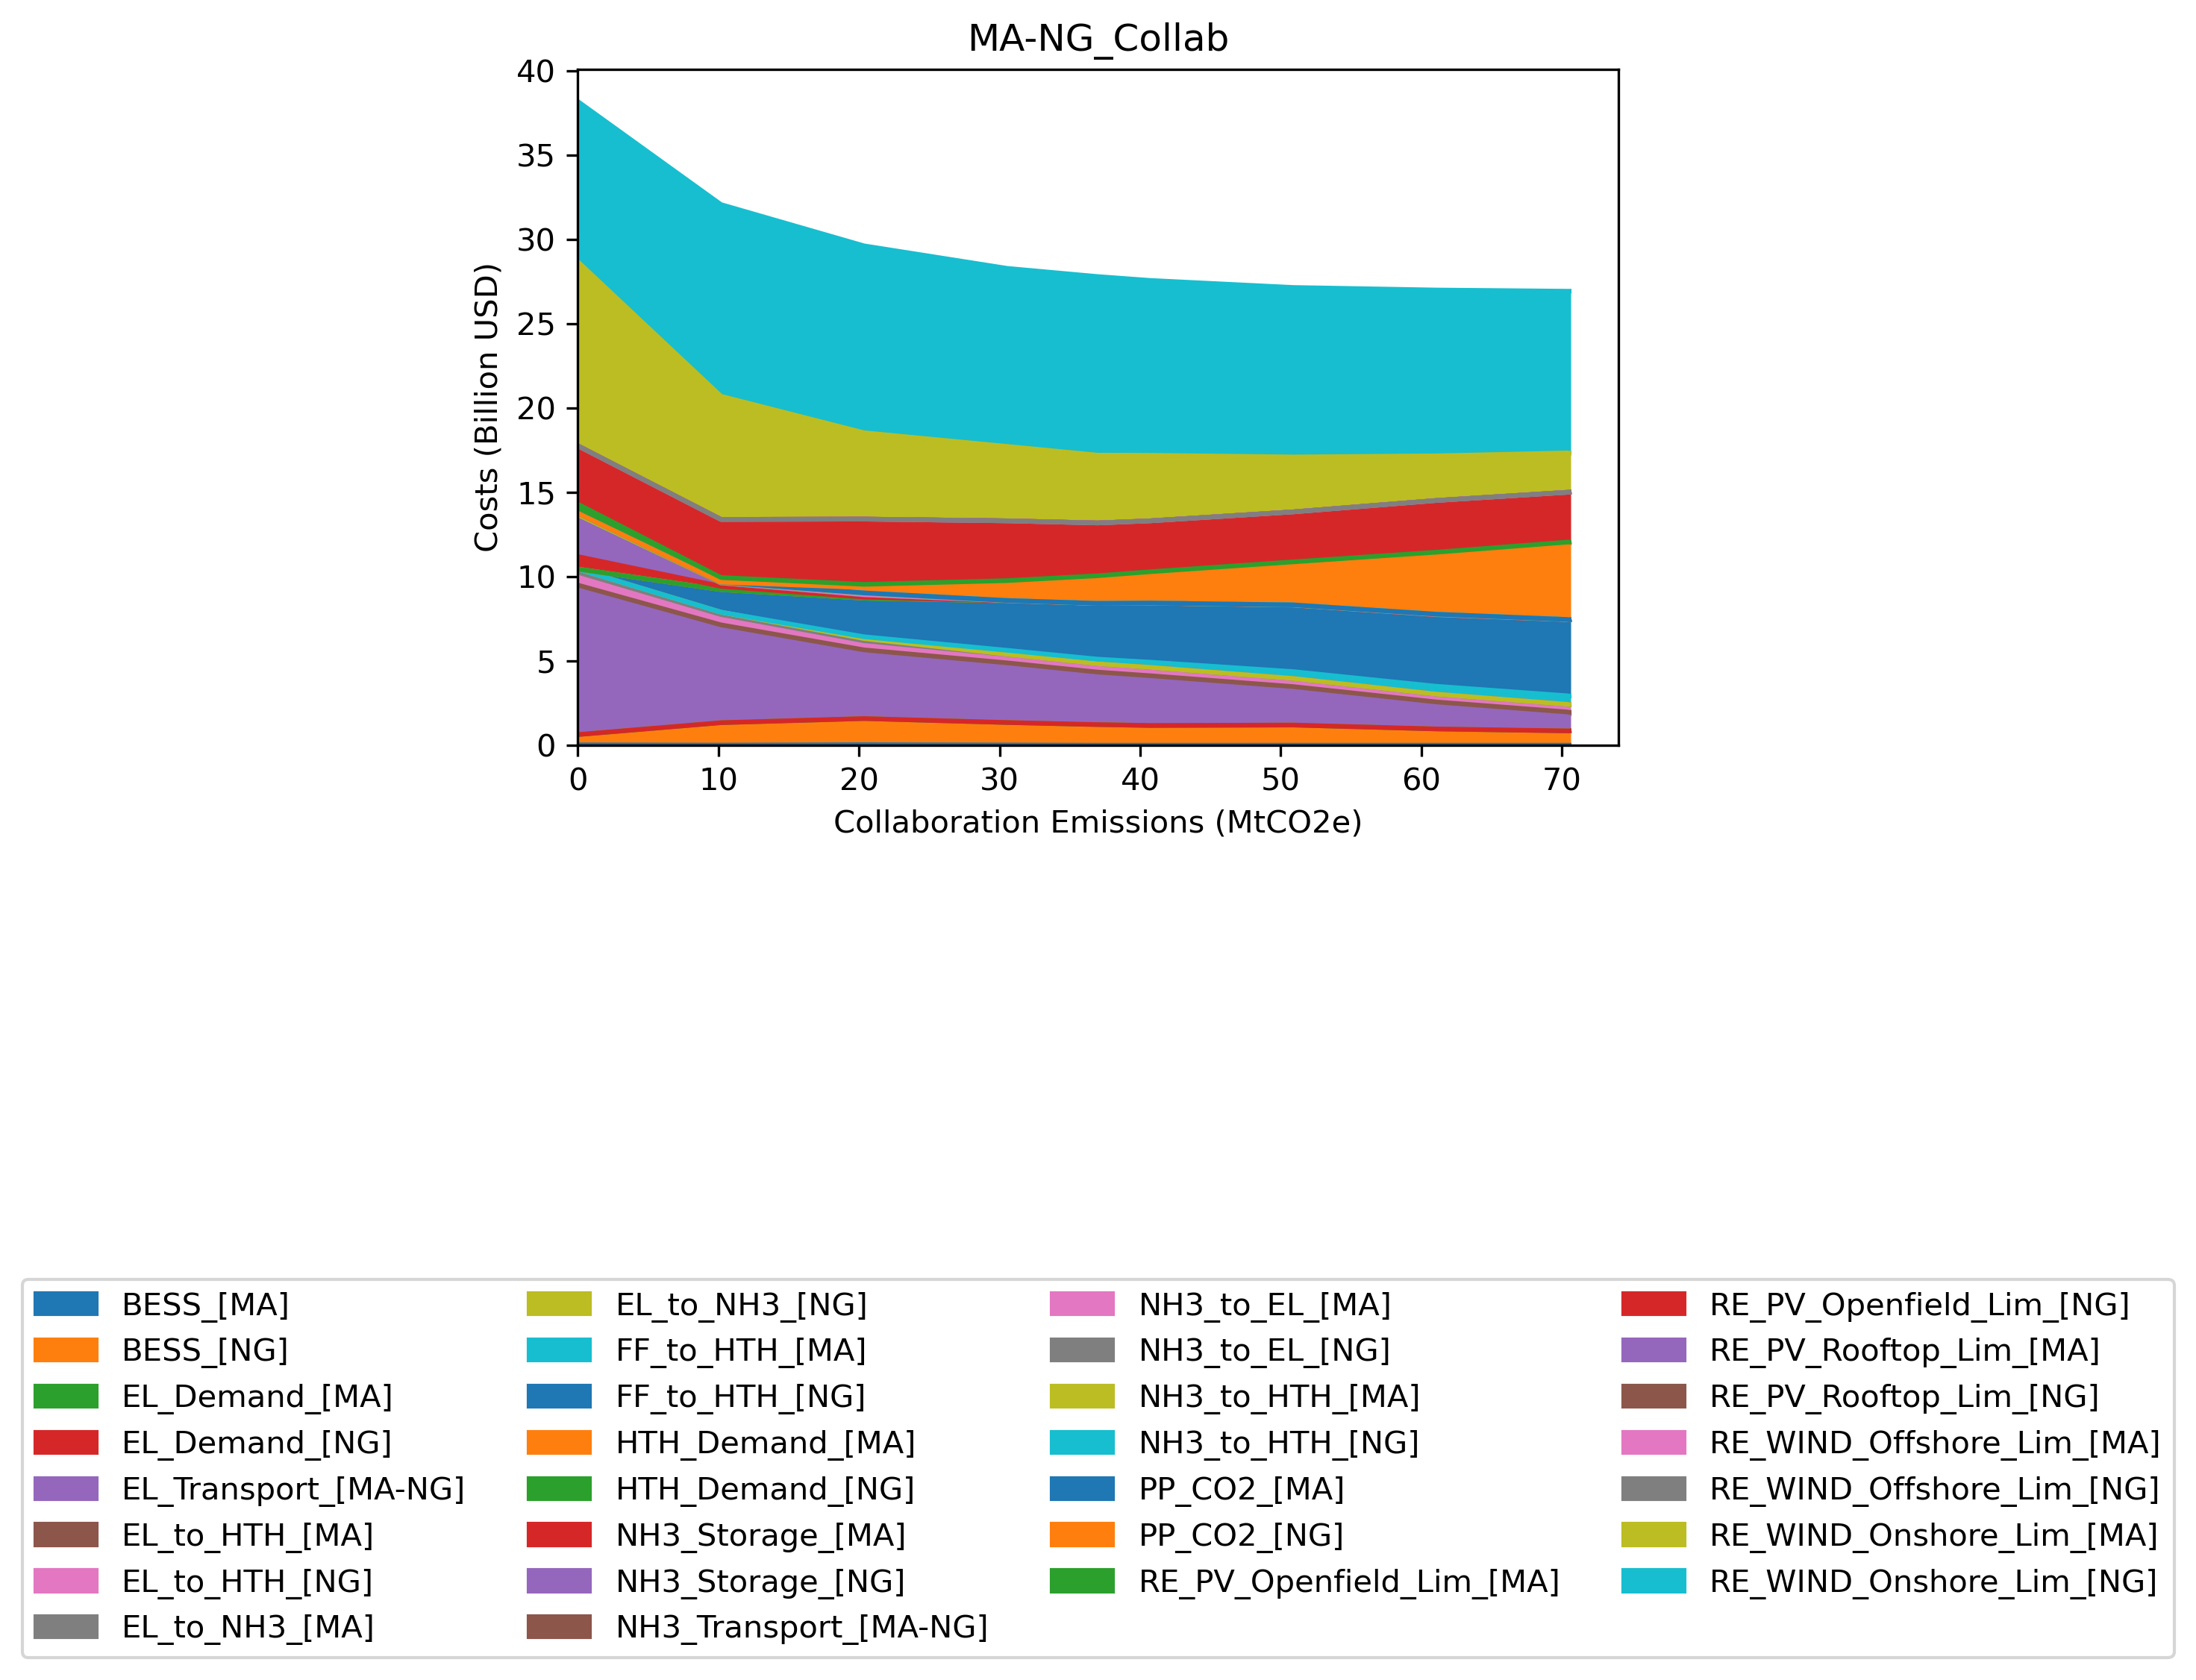 MA-NG_Collab
40
35
30
25
20
15
10
5
0
Costs (Billion USD)
0 10 20 30 40 50 60 70
Collaboration Emissions (MtCO2e)
BESS_[MA]
BESS_[NG]
EL_Demand_[MA]
EL_Demand_[NG]
EL_Transport_[MA-NG]
EL_to_HTH_[MA]
EL_to_HTH_[NG]
EL_to_NH3_[MA]
EL_to_NH3_[NG]
FF_to_HTH_[MA]
FF_to_HTH_[NG]
HTH_Demand_[MA]
HTH_Demand_[NG]
NH3_Storage_[MA]
NH3_Storage_[NG]
NH3_Transport_[MA-NG]
NH3_to_EL_[MA]
NH3_to_EL_[NG]
NH3_to_HTH_[MA]
NH3_to_HTH_[NG]
PP_CO2_[MA]
PP_CO2_[NG]
RE_PV_Openfield_Lim_[MA]
RE_PV_Openfield_Lim_[NG]
RE_PV_Rooftop_Lim_[MA]
RE_PV_Rooftop_Lim_[NG]
RE_WIND_Offshore_Lim_[MA]
RE_WIND_Offshore_Lim_[NG]
RE_WIND_Onshore_Lim_[MA]
RE_WIND_Onshore_Lim_[NG]